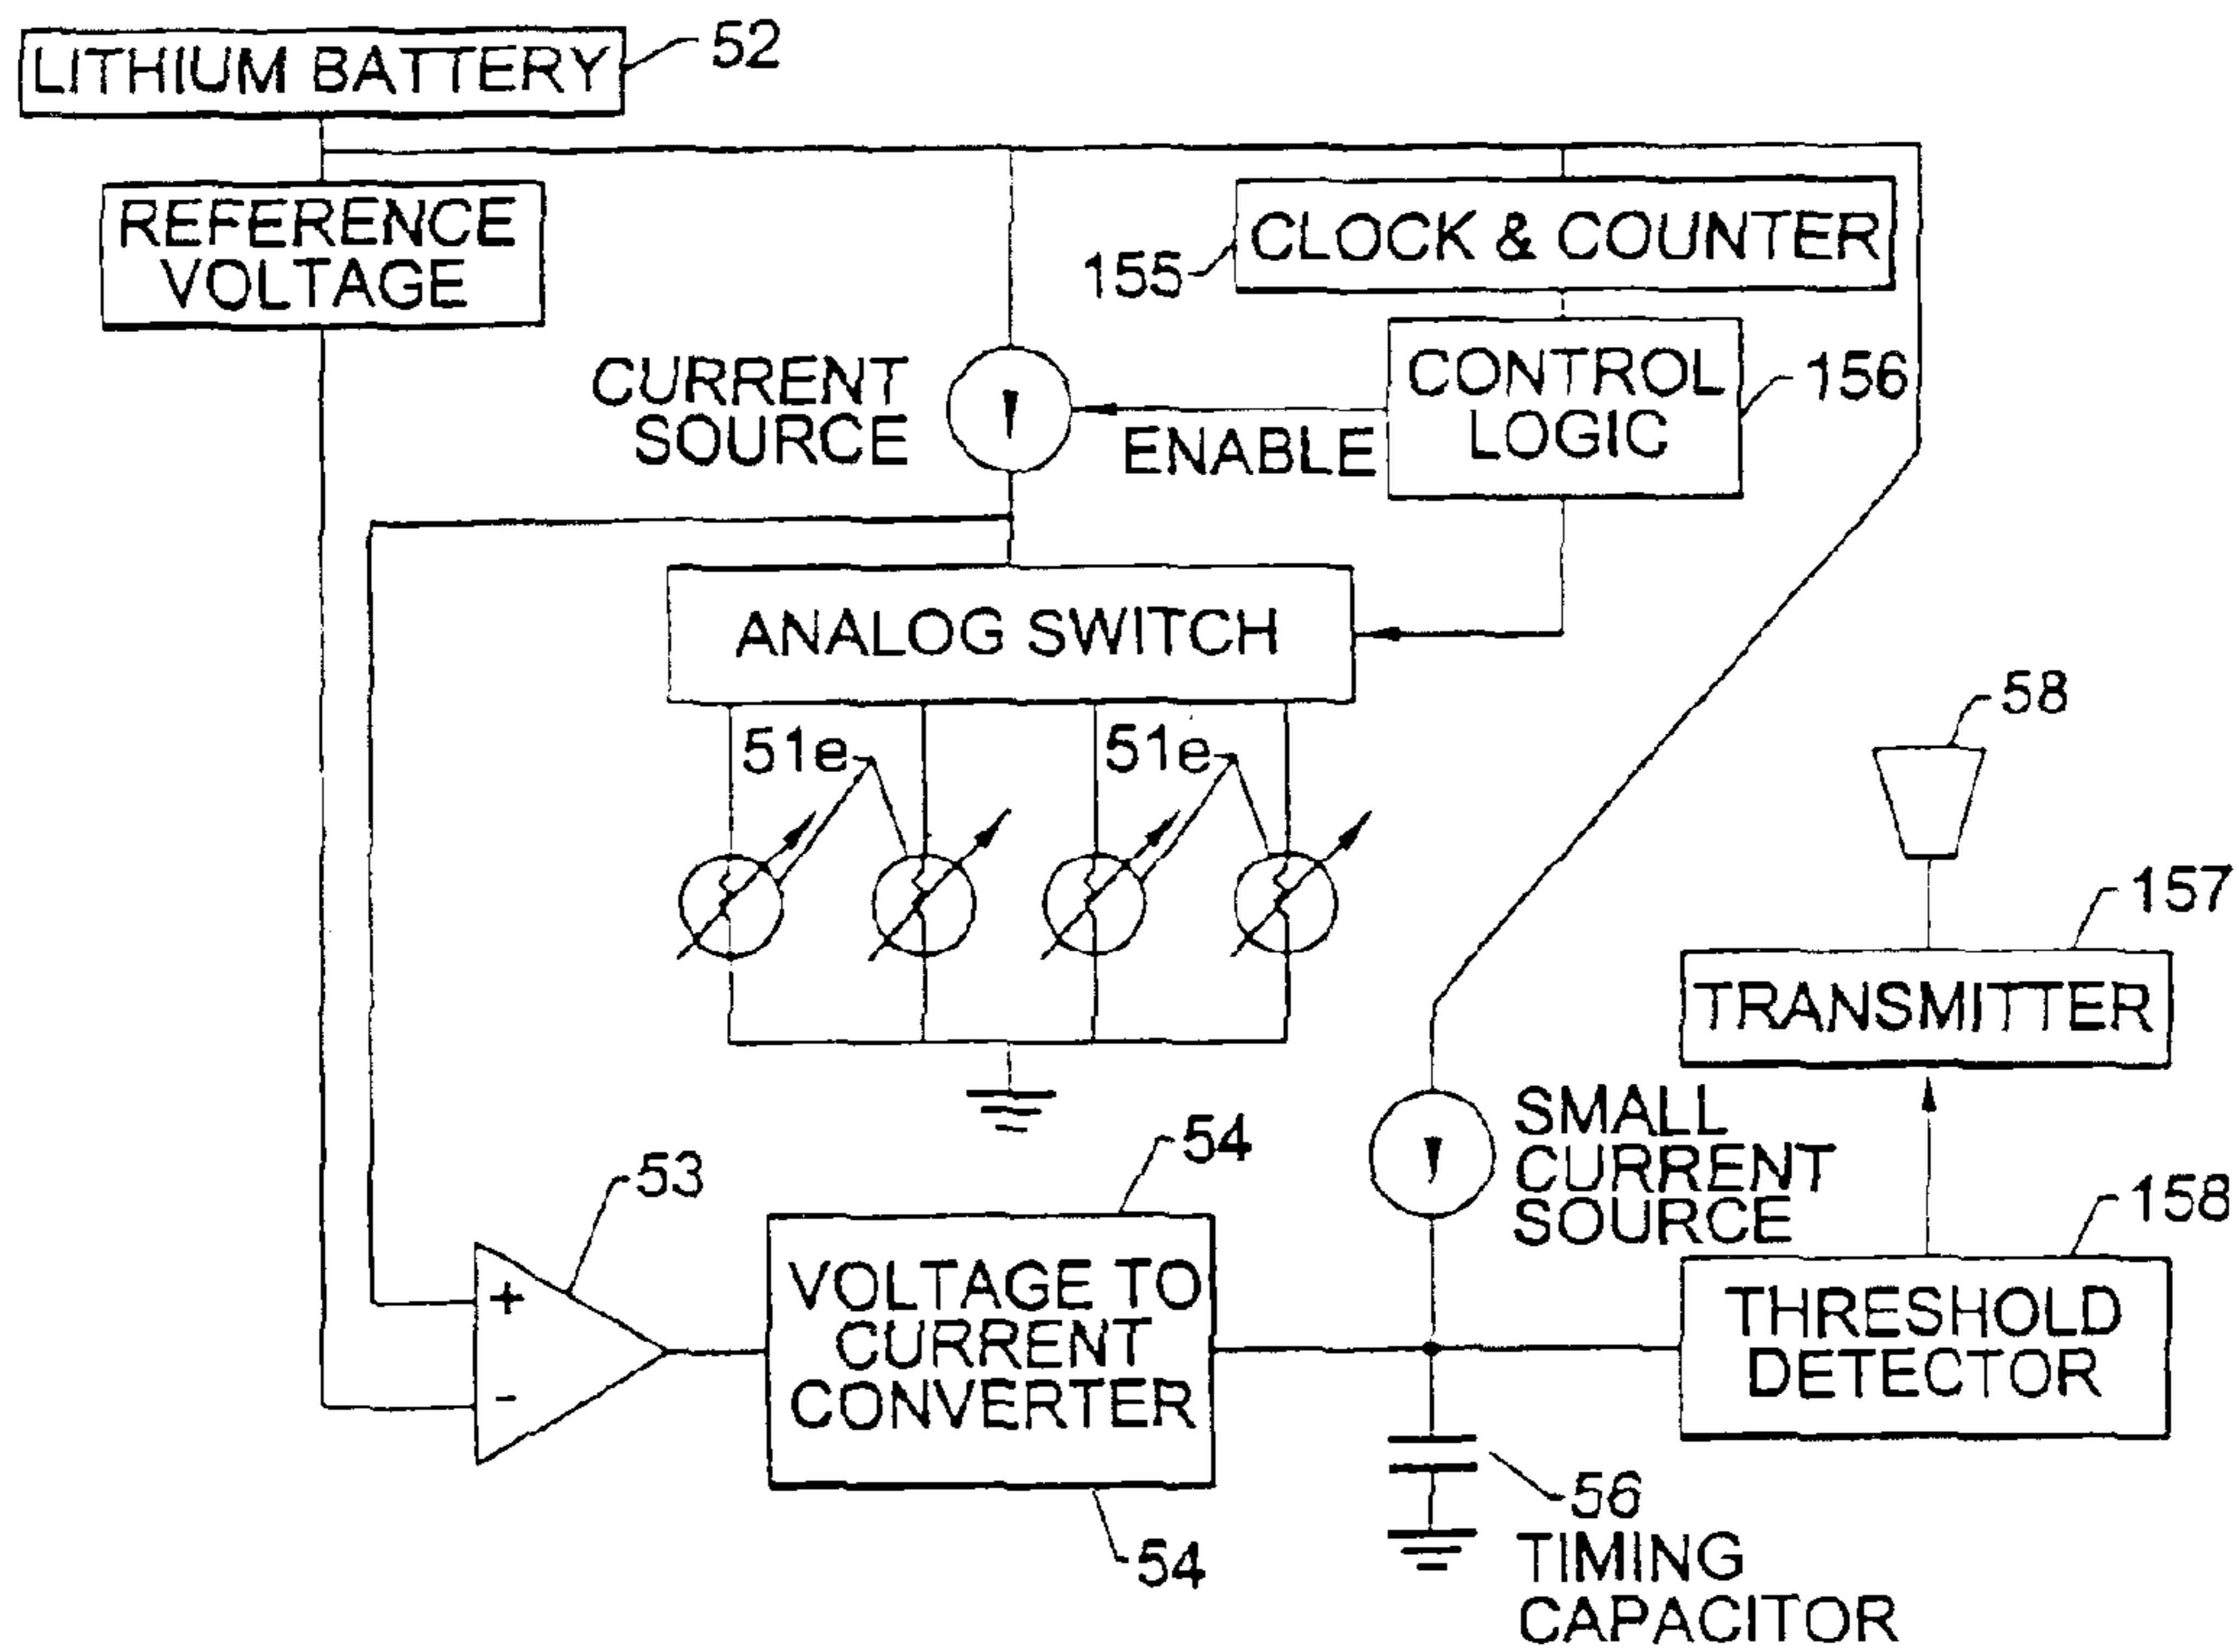 LITHIUM BATTERY
52
REFERENCE
VOLTAGE
CLOCK & COUNTER
155
CURRENT
SOURCE
ENABLE
CONTROL
LOGIC
156
ANALOG SWITCH
51e
51e
58
157
TRANSMITTER
SMALL
CURRENT
SOURCE
53
+
-
54
VOLTAGE TO
CURRENT
CONVERTER
54
158
THRESHOLD
DETECTOR
56
TIMING
CAPACITOR